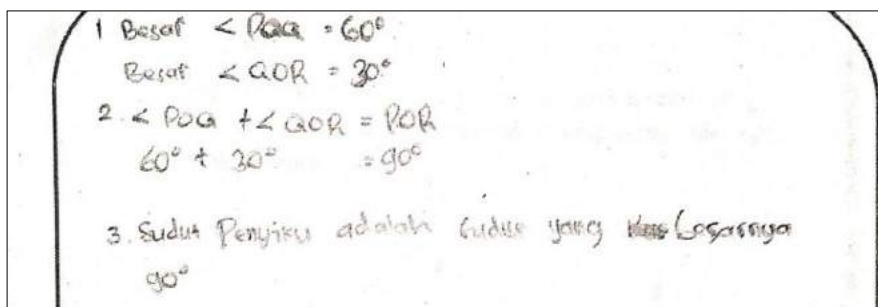 1 Besar < POQ = 60°
Besar < QOR = 30°
2. < POQ + < QOR = POR
60° + 30° = 90°
3. Sudut Penyiku adalah sudut yang besarnya
90°